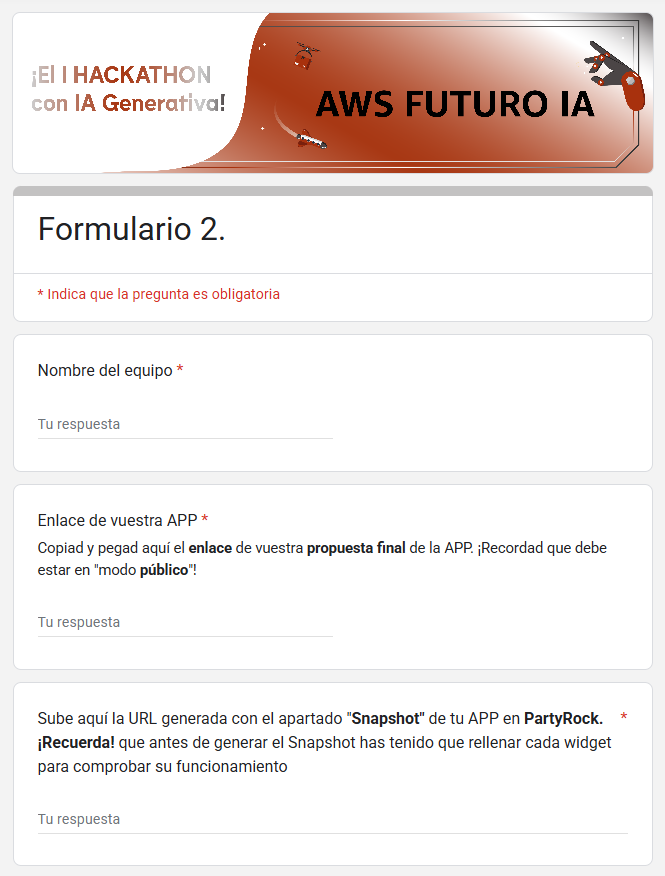 ¡El I HACKATHON
con IA Generativa!
AWS FUTURO IA
Formulario 2.
* Indica que la pregunta es obligatoria
Nombre del equipo *
Tu respuesta
Enlace de vuestra APP *
Copiad y pegad aquí el enlace de vuestra propuesta final de la APP. ¡Recordad que debe
estar en "modo público"!
Tu respuesta
Sube aquí la URL generada con el apartado "Snapshot" de tu APP en PartyRock. *
¡Recuerda! que antes de generar el Snapshot has tenido que rellenar cada widget
para comprobar su funcionamiento
Tu respuesta